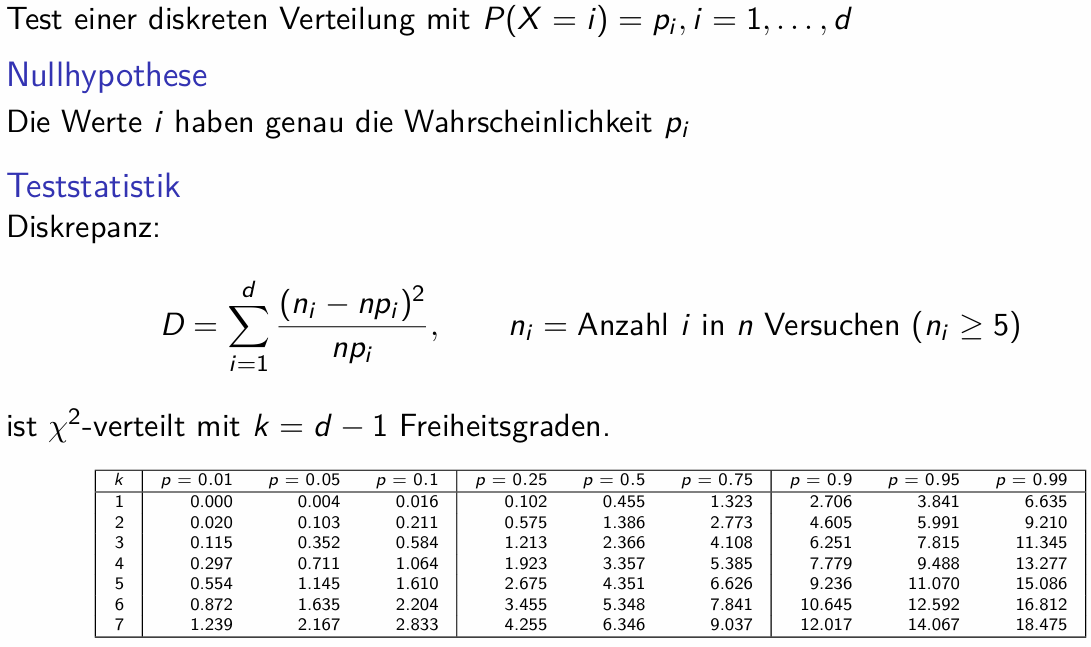 Test einer diskreten Verteilung mit P(X = i) = p_i, i = 1, . . . , d
Nullhypothese
Die Werte i haben genau die Wahrscheinlichkeit p_i
Teststatistik
Diskrepanz:
D = \sum_{i=1}^{d} \frac{(n_i − np_i)^2}{np_i}, n_i = Anzahl i in n Versuchen (n_i ≥ 5)
ist χ²-verteilt mit k = d − 1 Freiheitsgraden.
k p = 0.01 p = 0.05 p = 0.1 p = 0.25 p = 0.5 p = 0.75 p = 0.9 p = 0.95 p = 0.99
1 0.000 0.004 0.016 0.102 0.455 1.323 2.706 3.841 6.635
2 0.020 0.103 0.211 0.575 1.386 2.773 4.605 5.991 9.210
3 0.115 0.352 0.584 1.213 2.366 4.108 6.251 7.815 11.345
4 0.297 0.711 1.064 1.923 3.357 5.385 7.779 9.488 13.277
5 0.554 1.145 1.610 2.675 4.351 6.626 9.236 11.070 15.086
6 0.872 1.635 2.204 3.455 5.348 7.841 10.645 12.592 16.812
7 1.239 2.167 2.833 4.255 6.346 9.037 12.017 14.067 18.475